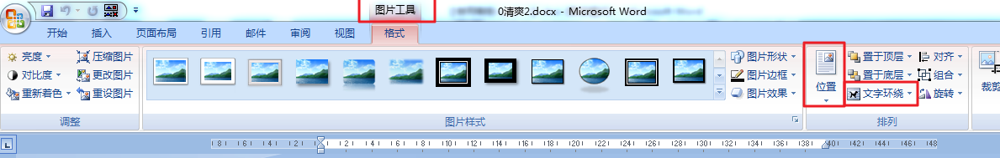 图片工具 0清爽2.docx - Microsoft Word
开始 插入 页面布局 引用 邮件 审阅 视图 格式
亮度 压缩图片 图片形状 置于顶层 对齐
对比度 更改图片 图片边框 位置 置于底层 组合 裁剪
重新着色 重设图片 图片效果 文字环绕 旋转
调整 图片样式 排列
L 8 6 4 2 2 4 6 8 10 12 14 16 18 20 22 24 26 28 30 32 34 36 38 40 42 44 46 48